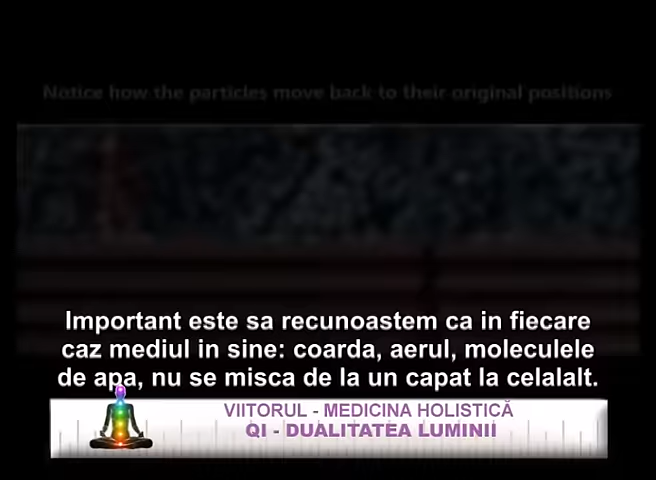 Notice how the particles move back to their original positions
Important este sa recunoastem ca in fiecare
caz mediul in sine: coarda, aerul, moleculele
de apa, nu se misca de la un capat la celalalt.
VIITORUL - MEDICINA HOLISTICĂ
QI - DUALITATEA LUMINII